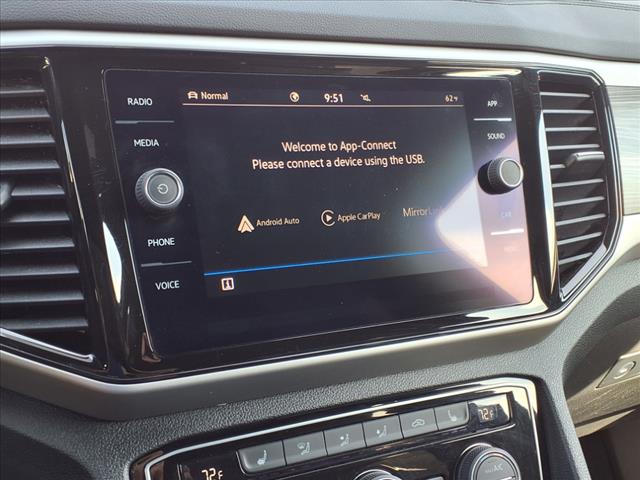 RADIO
MEDIA
PHONE
VOICE
Normal
9:51
62°F
Welcome to App-Connect
Please connect a device using the USB.
Android Auto
Apple CarPlay
APP
SOUND
CAR
72°F
72°F
A/C